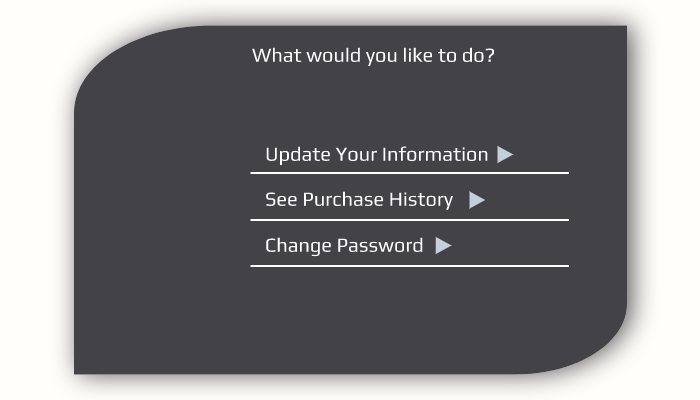 What would you like to do?
Update Your Information
See Purchase History
Change Password